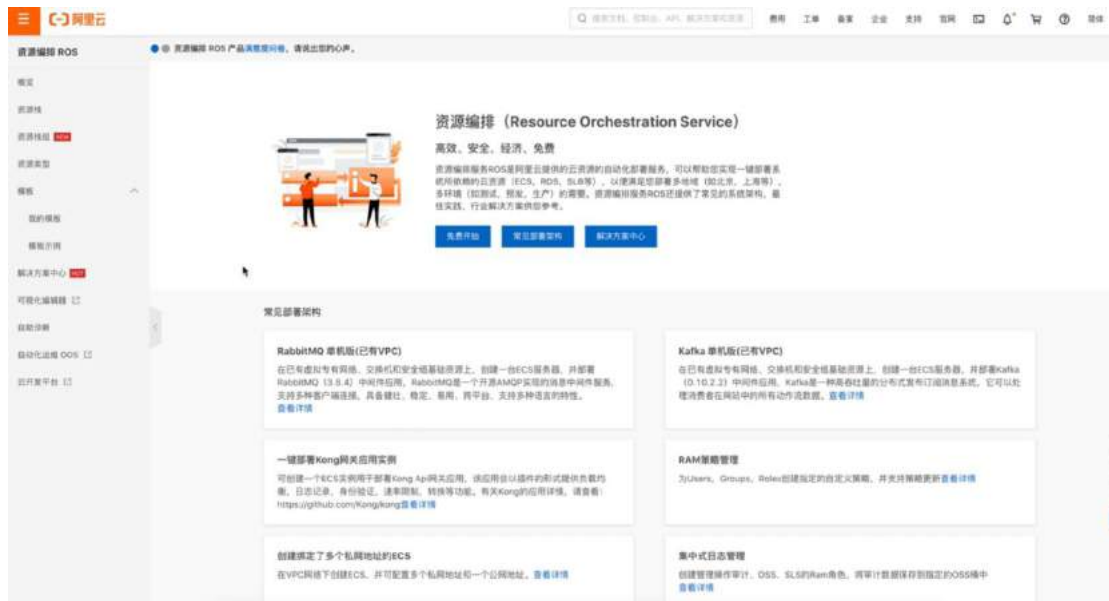 阿里云
搜索文档、控制台、API、解决方案和资源
费用 工单 备案 企业 支持 官网 简体
资源编排 ROS
资源编排 ROS 产品满意度问卷，请说出您的心声。
概览
资源栈
资源栈组 NEW
资源类型
模板
我的模板
模板示例
解决方案中心 HOT
可视化编辑器
自助诊断
自动化运维 OOS
云开发平台
资源编排（Resource Orchestration Service）
高效、安全、经济、免费
资源编排服务ROS是阿里云提供的云资源的自动化部署服务，可以帮助您实现一键部署系
统所依赖的云资源（ECS、RDS、SLB等），以便满足您部署多地域（如北京、上海等）、
多环境（如测试、预发、生产）的需要。资源编排服务ROS还提供了常见的系统架构、最
佳实践、行业解决方案供您参考。
免费开始 常见部署架构 解决方案中心
常见部署架构
RabbitMQ 单机版(已有VPC)
在已有虚拟专有网络、交换机和安全组基础资源上，创建一台ECS服务器，并部署
RabbitMQ（3.8.4）中间件应用，RabbitMQ是一个开源AMQP实现的消息中间件服务，
支持多种客户端连接。具备健壮、稳定、易用、跨平台、支持多种语言的特性。
查看详情
Kafka 单机版(已有VPC)
在已有虚拟专有网络、交换机和安全组基础资源上，创建一台ECS服务器，并部署Kafka
（0.10.2.2）中间件应用，Kafka是一种高吞吐量的分布式发布订阅消息系统，它可以处
理消费者在网站中的所有动作流数据。查看详情
一键部署Kong网关应用实例
可创建一个ECS实例用于部署Kong Api网关应用，该应用会以插件的形式提供负载均
衡、日志记录、身份验证、速率限制、转换等功能。有关Kong的应用详情，请查看：
https://github.com/Kong/kong查看详情
RAM策略管理
为Users、Groups、Roles创建指定的自定义策略，并支持策略更新查看详情
创建绑定了多个私网地址的ECS
在VPC网络下创建ECS，并可配置多个私网地址和一个公网地址。查看详情
集中式日志管理
创建管理操作审计、OSS、SLS的Ram角色，将审计数据保存到指定的OSS桶中
查看详情